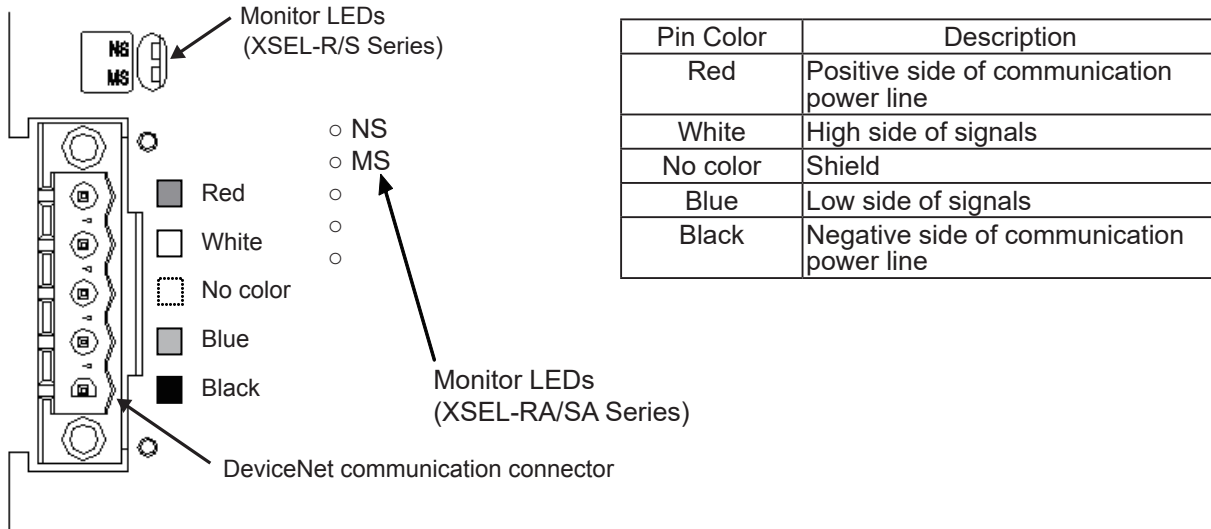 Monitor LEDs
(XSEL-R/S Series)
NS
MS
NS
MS
Red
White
No color
Blue
Black
Monitor LEDs
(XSEL-RA/SA Series)
DeviceNet communication connector
Pin Color Description
Red Positive side of communication
power line
White High side of signals
No color Shield
Blue Low side of signals
Black Negative side of communication
power line